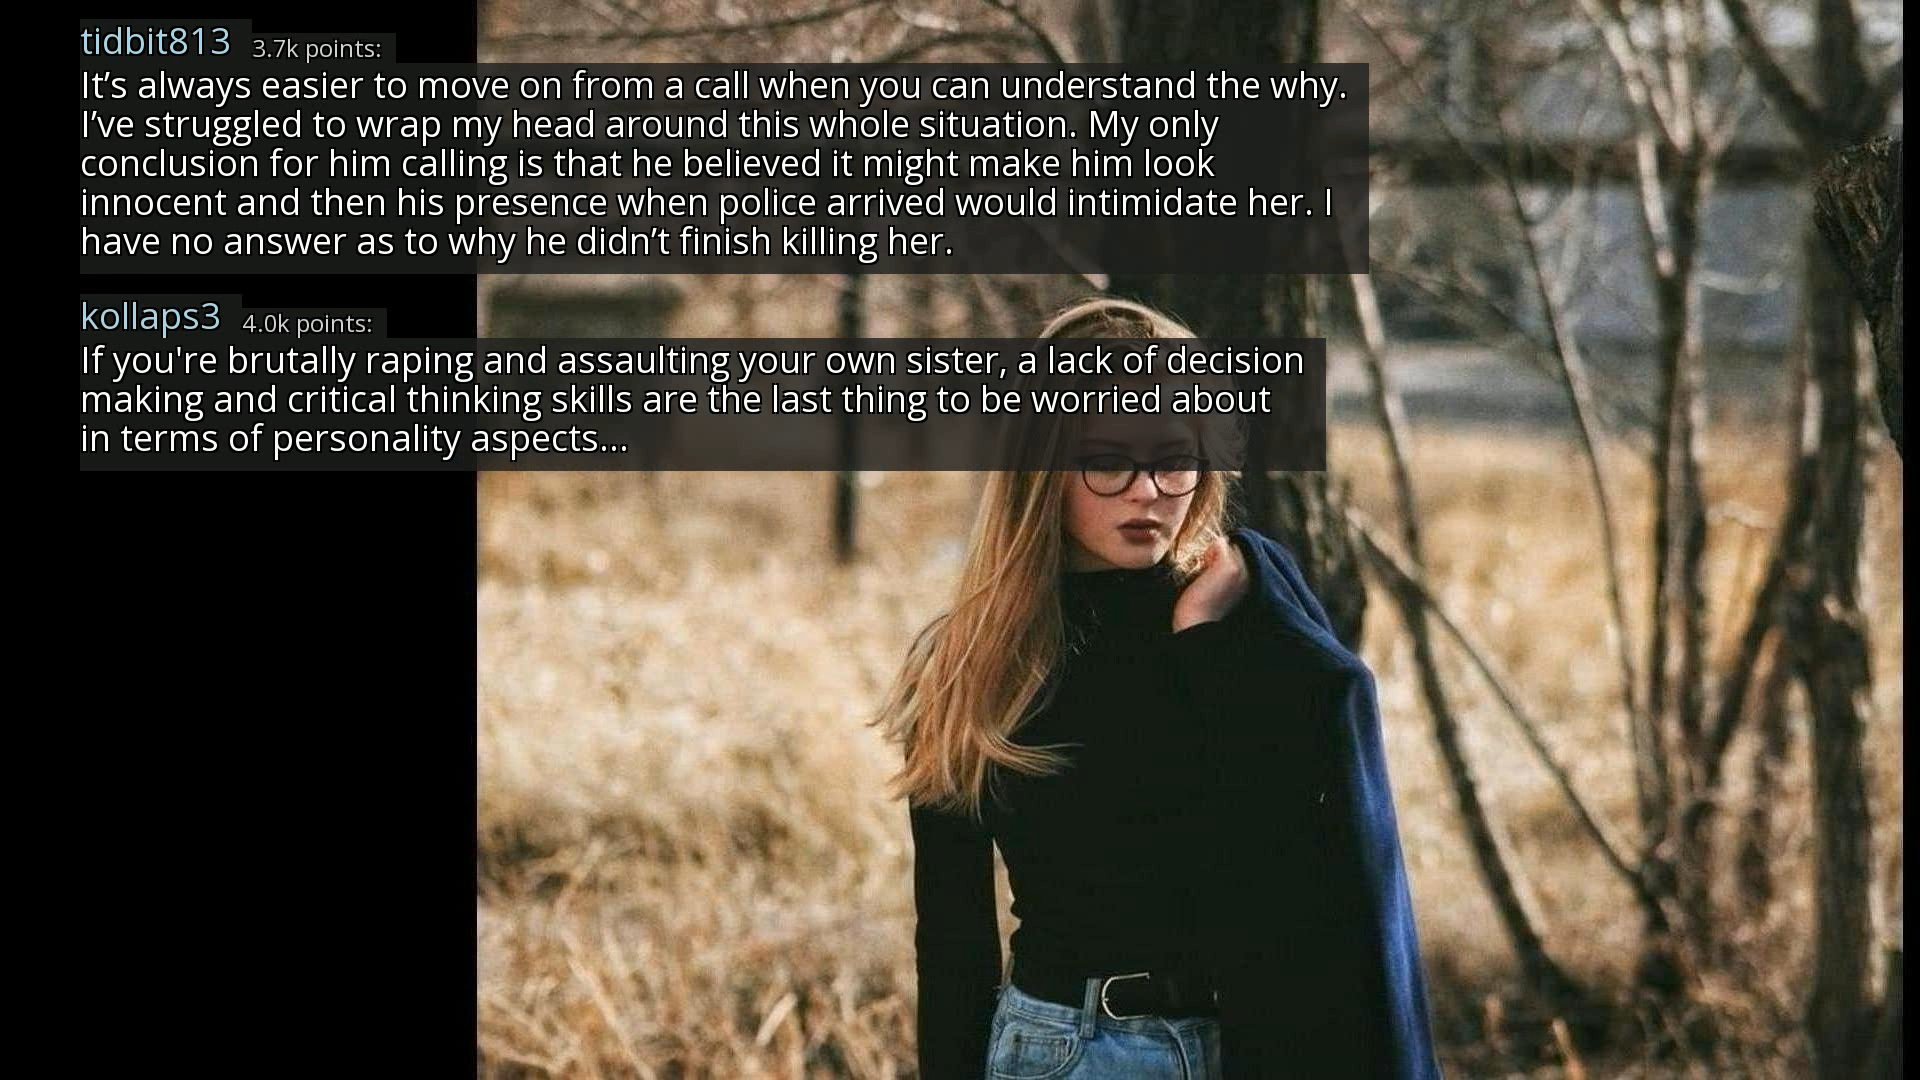 tidbit813 3.7k points:
It’s always easier to move on from a call when you can understand the why.
I’ve struggled to wrap my head around this whole situation. My only
conclusion for him calling is that he believed it might make him look
innocent and then his presence when police arrived would intimidate her. I
have no answer as to why he didn’t finish killing her.
kollaps3 4.0k points:
If you're brutally raping and assaulting your own sister, a lack of decision
making and critical thinking skills are the last thing to be worried about
in terms of personality aspects...